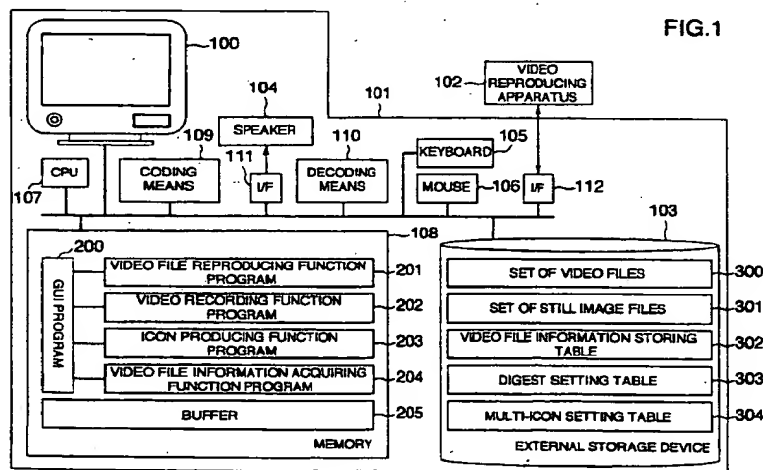 FIG.1
100
102
VIDEO
REPRODUCING
APPARATUS
101
104
SPEAKER
109
111
110
105
KEYBOARD
CPU
107
CODING
MEANS
I/F
DECODING
MEANS
MOUSE
106
I/F
112
103
108
200
GUI PROGRAM
VIDEO FILE REPRODUCING FUNCTION
PROGRAM
201
VIDEO RECORDING FUNCTION
PROGRAM
202
ICON PRODUCING FUNCTION
PROGRAM
203
VIDEO FILE INFORMATION ACQUIRING
FUNCTION PROGRAM
204
BUFFER
205
MEMORY
SET OF VIDEO FILES
300
SET OF STILL IMAGE FILES
301
VIDEO FILE INFORMATION STORING
TABLE
302
DIGEST SETTING TABLE
303
MULTI-ICON SETTING TABLE
304
EXTERNAL STORAGE DEVICE